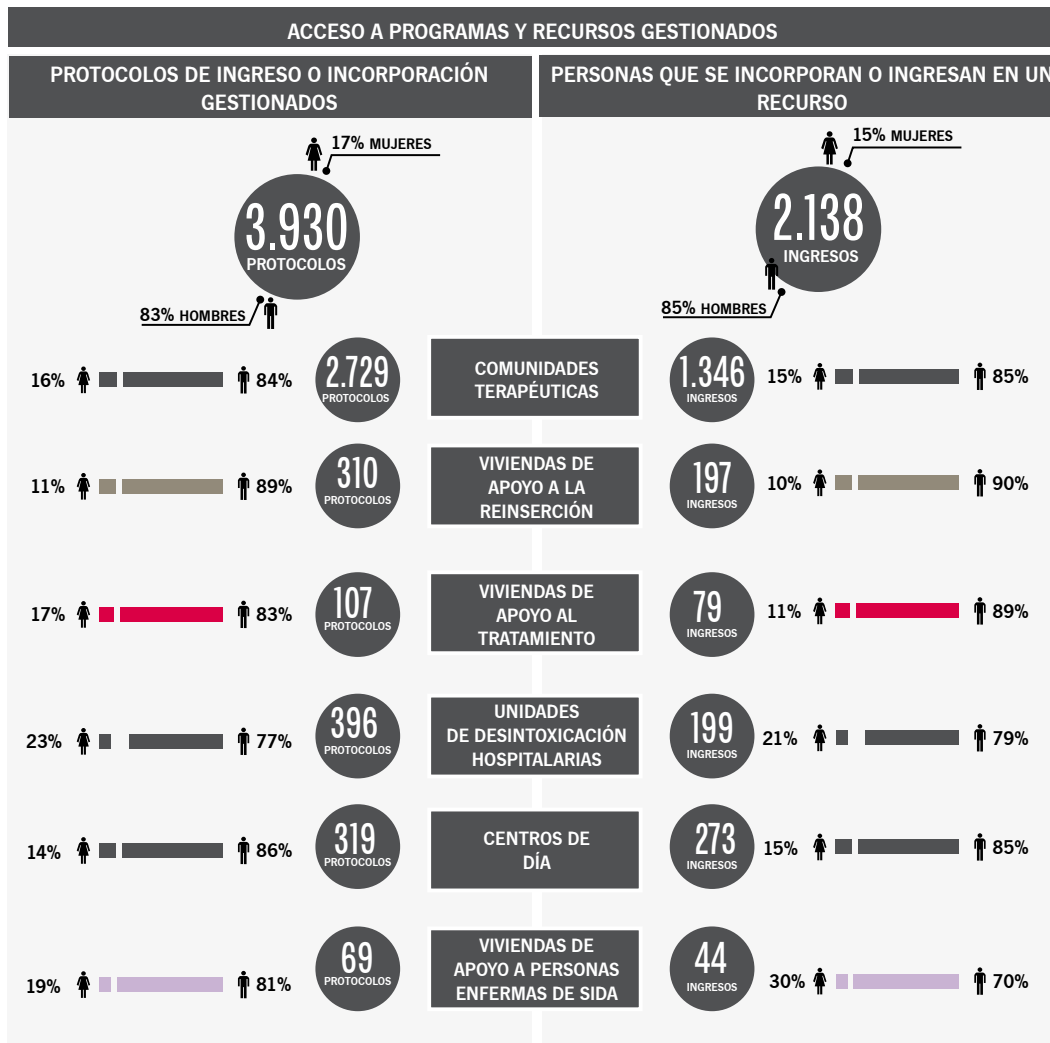 ACCESO A PROGRAMAS Y RECURSOS GESTIONADOS
PROTOCOLOS DE INGRESO O INCORPORACIÓN
GESTIONADOS
PERSONAS QUE SE INCORPORAN O INGRESAN EN UN
RECURSO
17% MUJERES
3.930
PROTOCOLOS
83% HOMBRES
15% MUJERES
2.138
INGRESOS
85% HOMBRES
16%
84%
2.729
PROTOCOLOS
COMUNIDADES
TERAPÉUTICAS
1.346
INGRESOS
15%
85%
11%
89%
310
PROTOCOLOS
VIVIENDAS DE
APOYO A LA
REINSERCIÓN
197
INGRESOS
10%
90%
17%
83%
107
PROTOCOLOS
VIVIENDAS DE
APOYO AL
TRATAMIENTO
79
INGRESOS
11%
89%
23%
77%
396
PROTOCOLOS
UNIDADES
DE DESINTOXICACIÓN
HOSPITALARIAS
199
INGRESOS
21%
79%
14%
86%
319
PROTOCOLOS
CENTROS DE
DÍA
273
INGRESOS
15%
85%
19%
81%
69
PROTOCOLOS
VIVIENDAS DE
APOYO A PERSONAS
ENFERMAS DE SIDA
44
INGRESOS
30%
70%